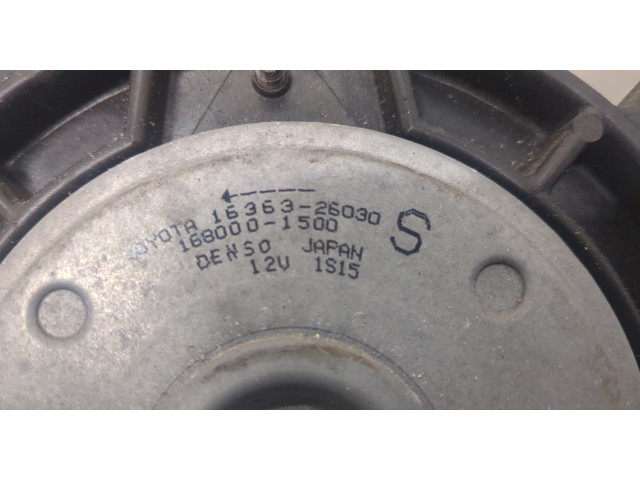 TOYOTA 16363-26030
168000-1500
S
DENSO JAPAN
12V 1S15